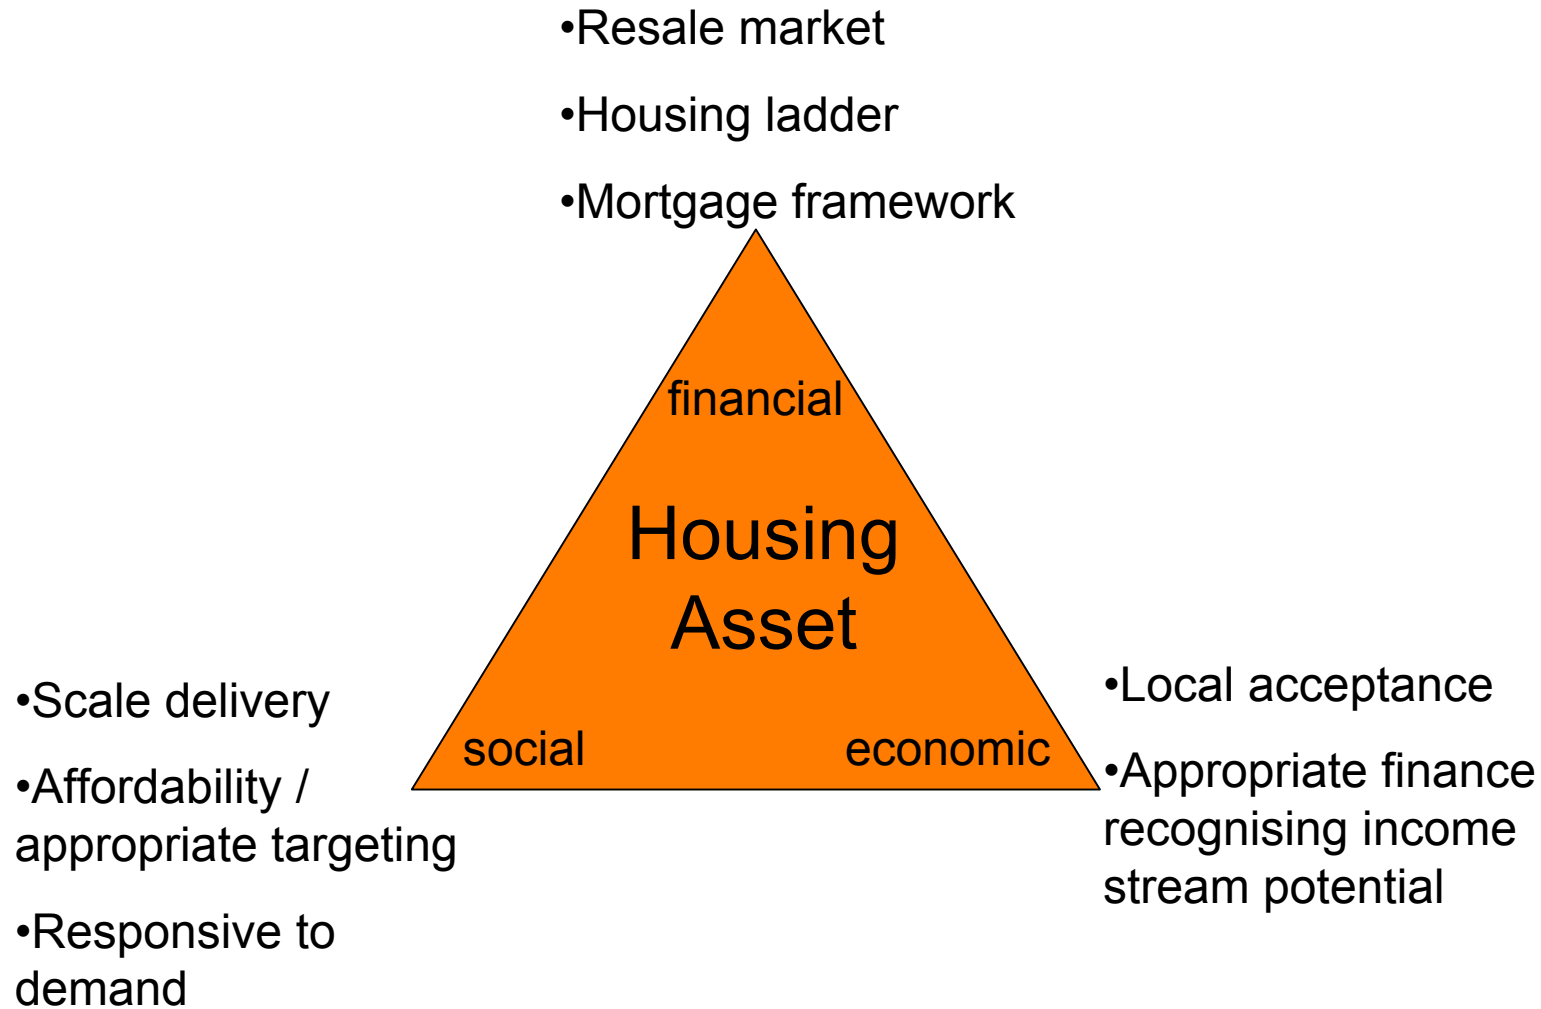 •Resale market
•Housing ladder
•Mortgage framework
financial
Housing
Asset
social
economic
•Scale delivery
•Affordability /
appropriate targeting
•Responsive to
demand
•Local acceptance
•Appropriate finance
recognising income
stream potential